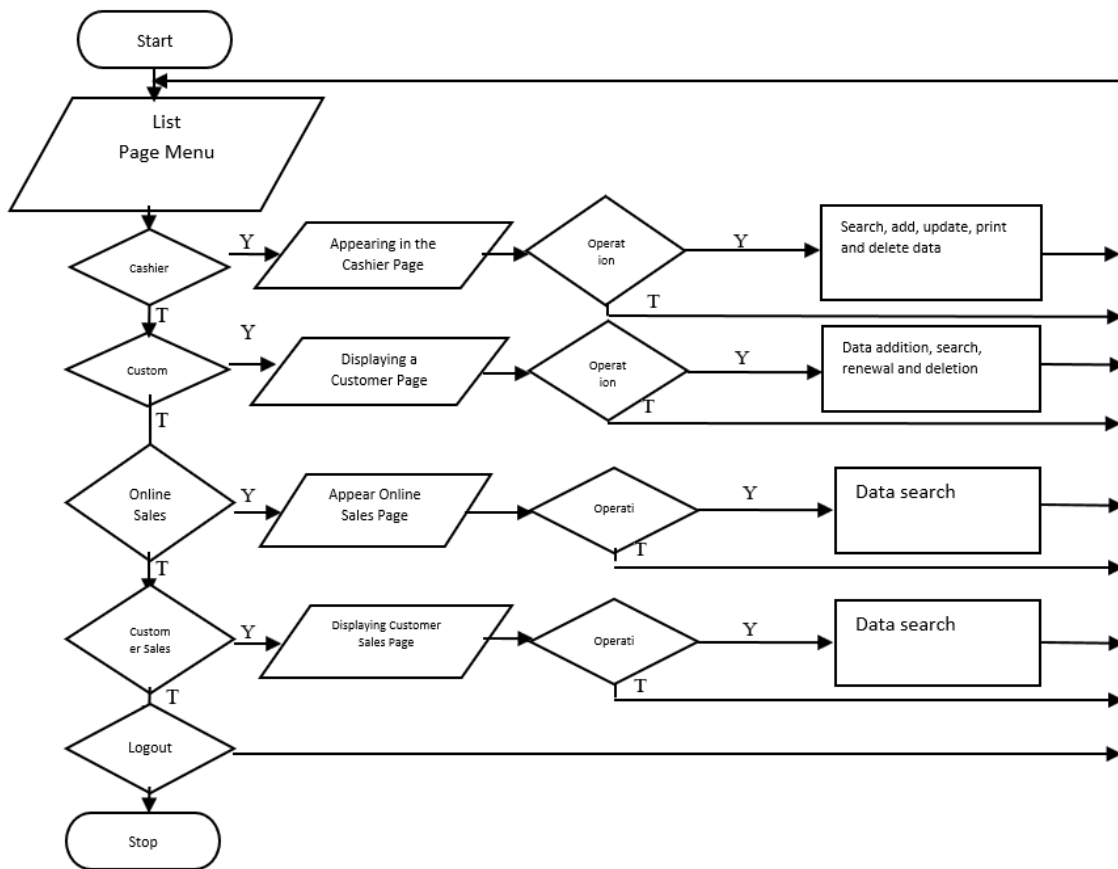 Start
List
Page Menu
Cashier
Y
Appearing in the
Cashier Page
Operat
ion
Y
Search, add, update, print
and delete data
T
T
Custom
Y
Displaying a
Customer Page
Operat
ion
Y
Data addition, search,
renewal and deletion
T
T
Online
Sales
Y
Appear Online
Sales Page
Operati
Y
Data search
T
T
Custom
er Sales
Y
Displaying Customer
Sales Page
Operati
Y
Data search
T
T
Logout
Stop